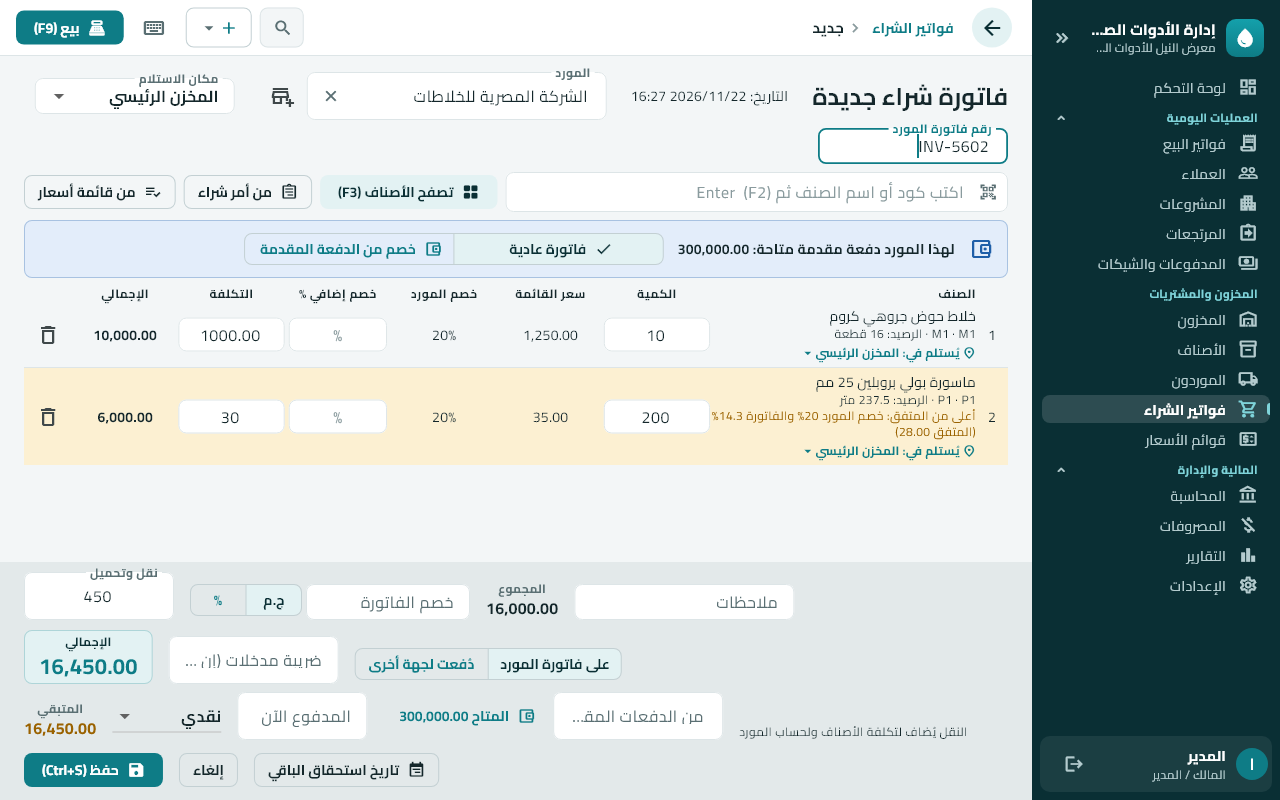 إدارة الأدوات الصـ...
معرض النيل للأدوات الـ...
لوحة التحكم
العمليات اليومية
فواتير البيع
العملاء
المشروعات
المرتجعات
المدفوعات والشيكات
المخزون والمشتريات
المخزون
الأصناف
الموردون
فواتير الشراء
قوائم الأسعار
المالية والإدارة
المحاسبة
المصروفات
التقارير
الإعدادات
المدير
المالك / المدير
فواتير الشراء
جديد
بيع (F9)
فاتورة شراء جديدة
التاريخ: 2026/11/22 16:27
المورد
الشركة المصرية للخلاطات
مكان الاستلام
المخزن الرئيسي
رقم فاتورة المورد
INV-5602
اكتب كود أو اسم الصنف ثم Enter (F2)
تصفح الأصناف (F3)
من أمر شراء
من قائمة أسعار
لهذا المورد دفعة مقدمة متاحة: 300,000.00
فاتورة عادية
خصم من الدفعة المقدمة
الصنف الكمية سعر القائمة خصم المورد خصم إضافي % التكلفة الإجمالي
1 خلاط حوض جروهي كروم
M1 · M1 · الرصيد: 16 قطعة
يُستلم في: المخزن الرئيسي
10 1,250.00 20% % 1000.00 10,000.00
2 ماسورة بولي بروبلين 25 مم
P1 · P1 · الرصيد: 237.5 متر
أعلى من المتفق: خصم المورد 20% والفاتورة 14.3%
(المتفق 28.00)
يُستلم في: المخزن الرئيسي
200 35.00 20% % 30 6,000.00
ملاحظات
المجموع
16,000.00
خصم الفاتورة
ج.م
%
نقل وتحميل
450
على فاتورة المورد
دُفعت لجهة أخرى
ضريبة مدخلات (إن ...
الإجمالي
16,450.00
النقل يُضاف لتكلفة الأصناف ولحساب المورد
من الدفعات المقـ...
المتاح 300,000.00
المدفوع الآن
نقدي
المتبقي
16,450.00
تاريخ استحقاق الباقي
إلغاء
حفظ (Ctrl+S)